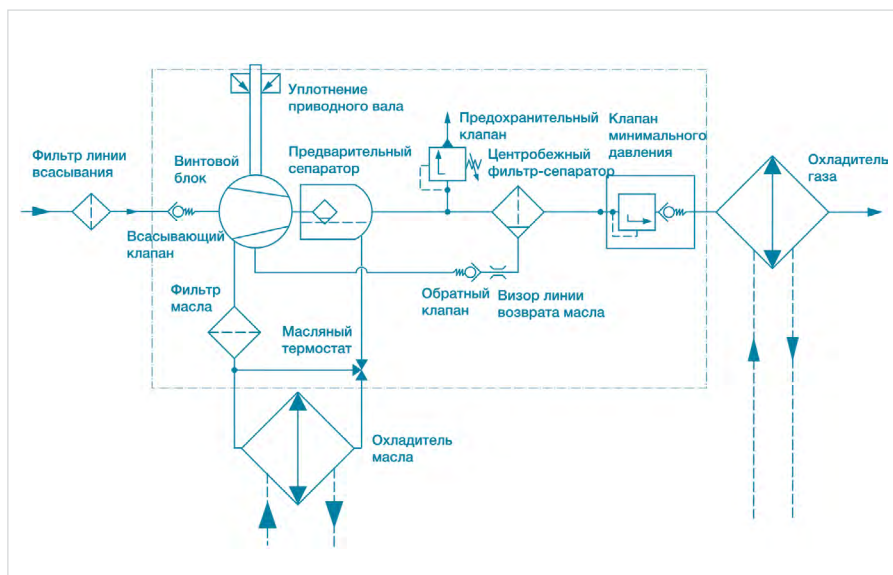 Уплотнение
приводного вала
Предохранительный
клапан
Клапан
минимального
давления
Фильтр линии
всасывания
Винтовой
блок
Предварительный
сепаратор
Центробежный
фильтр-сепаратор
Охладитель
газа
Всасывающий
клапан
Фильтр
масла
Обратный
клапан
Визор линии
возврата масла
Масляный
термостат
Охладитель
масла